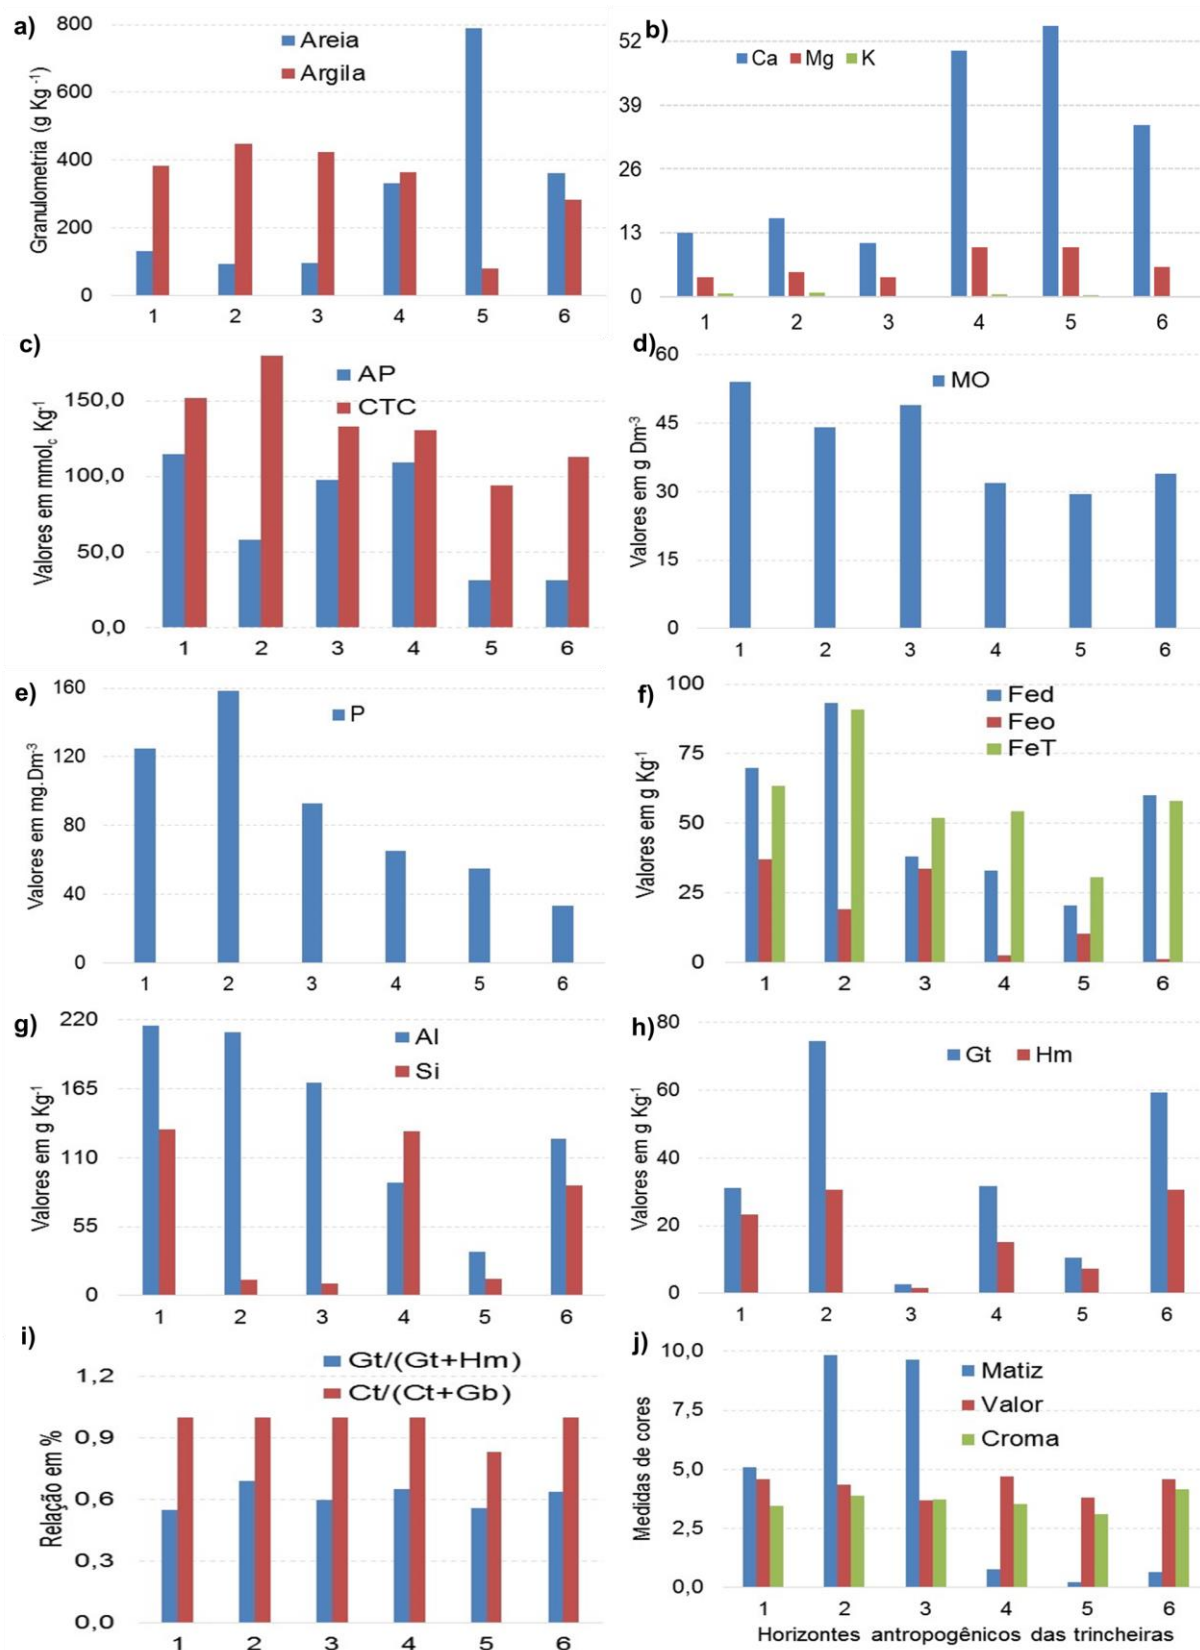 a)
Granulometria (g Kg⁻¹)
800
600
400
200
0
Areia
Argila
1 2 3 4 5 6
b)
52
39
26
13
0
Ca Mg K
1 2 3 4 5 6
c)
Valores em mmolc Kg⁻¹
150,0
100,0
50,0
0,0
AP
CTC
1 2 3 4 5 6
d)
Valores em g Dm⁻³
60
45
30
15
0
MO
1 2 3 4 5 6
e)
Valores em mg.Dm⁻³
160
120
80
40
0
P
1 2 3 4 5 6
f)
Valores em g Kg⁻¹
100
75
50
25
0
Fed
Feo
FeT
1 2 3 4 5 6
g)
Valores em g Kg⁻¹
220
165
110
55
0
Al
Si
1 2 3 4 5 6
h)
Valores em g Kg⁻¹
80
60
40
20
0
Gt Hm
1 2 3 4 5 6
i)
Relação em %
1,2
0,9
0,6
0,3
0,0
Gt/(Gt+Hm)
Ct/(Ct+Gb)
1 2 3 4 5 6
j)
Medidas de cores
10,0
7,5
5,0
2,5
0,0
Matiz
Valor
Croma
1 2 3 4 5 6
Horizontes antropogênicos das trincheiras